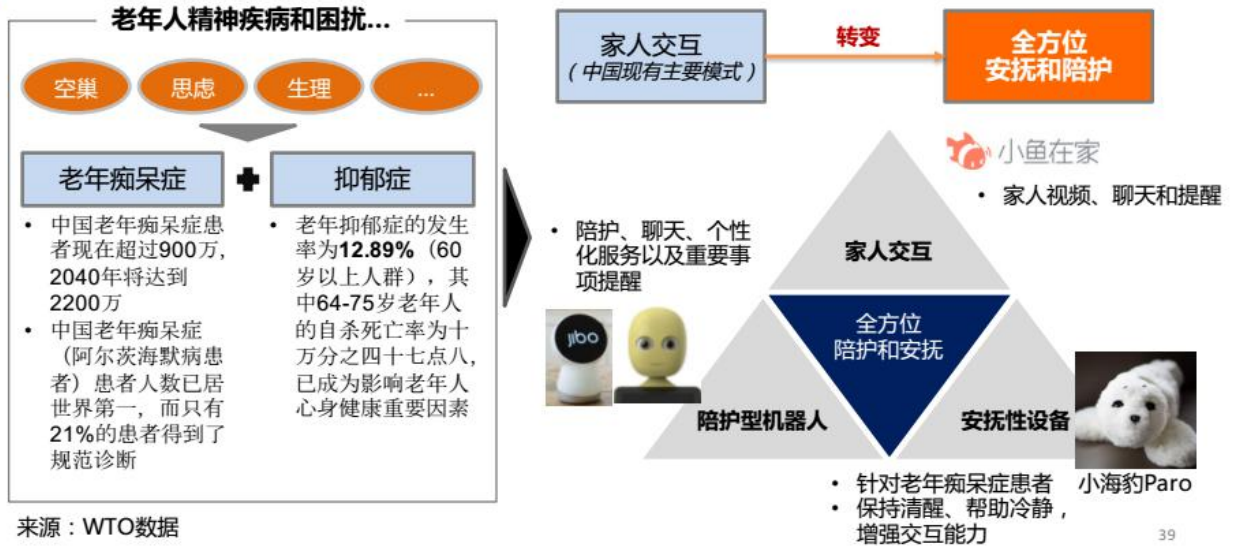 老年人精神疾病和困扰...
空巢
思虑
生理
...
老年痴呆症
抑郁症
• 中国老年痴呆症患
者现在超过900万,
2040年将达到
2200万
• 中国老年痴呆症
（阿尔茨海默病患
者）患者人数已居
世界第一，而只有
21%的患者得到了
规范诊断
• 老年抑郁症的发生
率为12.89%（60
岁以上人群），其
中64-75岁老年人
的自杀死亡率为十
万分之四十七点八,
已成为影响老年人
心身健康重要因素
来源：WTO数据
家人交互
（中国现有主要模式）
转变
全方位
安抚和陪护
小鱼在家
• 家人视频、聊天和提醒
• 陪护、聊天、个性
化服务以及重要事
项提醒
jibo
家人交互
全方位
陪护和安抚
陪护型机器人
安抚性设备
• 针对老年痴呆症患者
• 保持清醒、帮助冷静，
增强交互能力
小海豹Paro
39